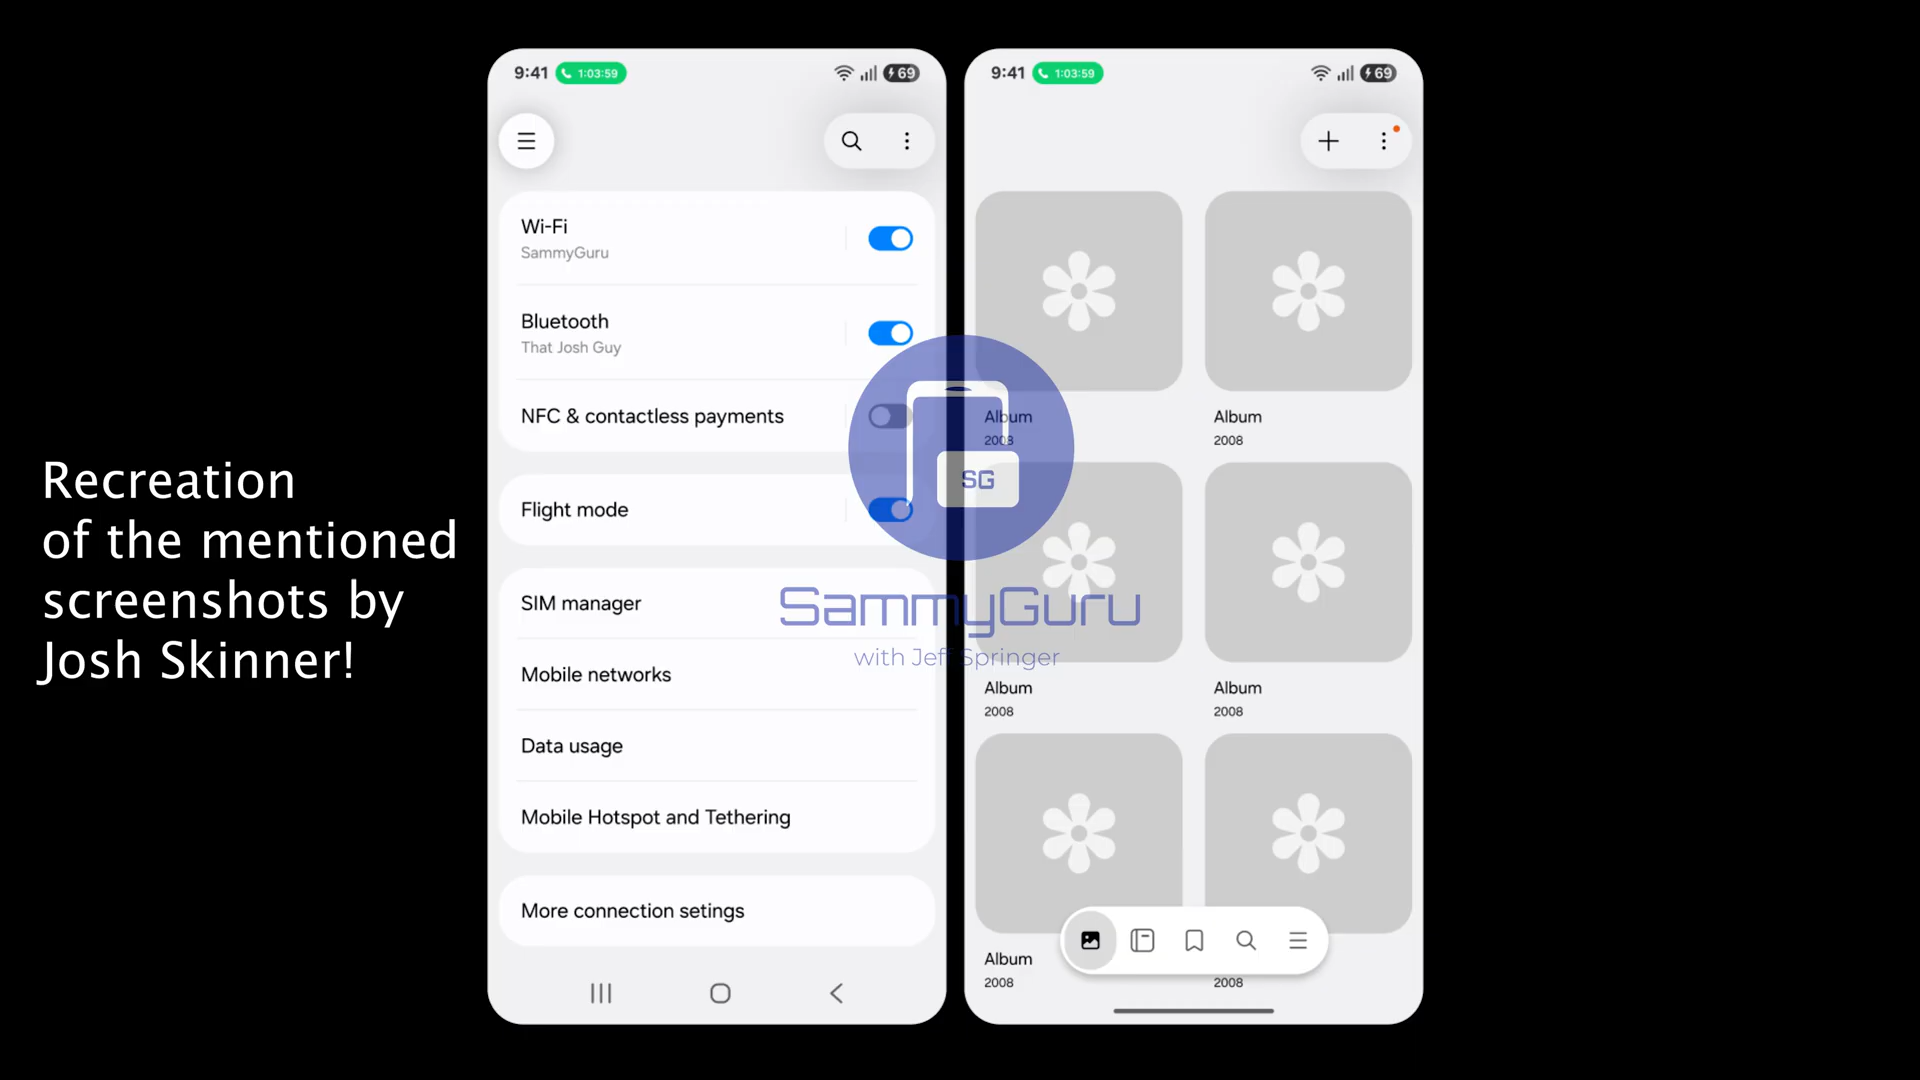 Recreation
of the mentioned
screenshots by
Josh Skinner!
9:41 1:03:59 69
Wi-Fi
SammyGuru
Bluetooth
That Josh Guy
NFC & contactless payments
Flight mode
SIM manager
Mobile networks
Data usage
Mobile Hotspot and Tethering
More connection setings
9:41 1:03:59 69
Album
2008
Album
2008
Album
2008
Album
2008
Album
2008
2008
SG
SammyGuru
with Jeff Springer